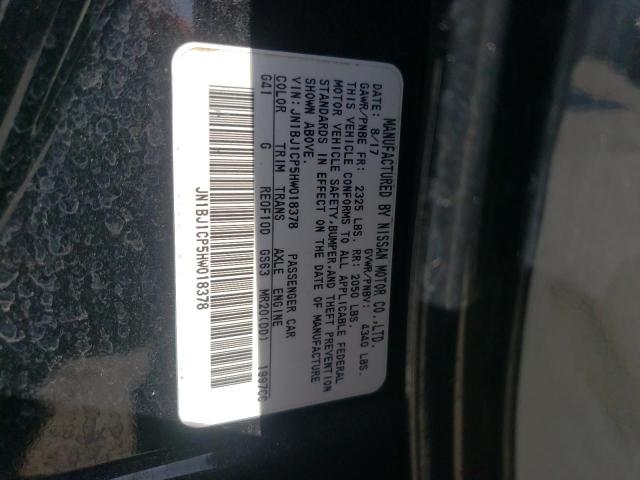 MANUFACTURED BY NISSAN MOTOR CO.,LTD.
DATE: 8/17 GVWR/PNBV: 4340 LBS.
GAWR/PNBE FR: 2325 LBS. RR: 2050 LBS.
THIS VEHICLE CONFORMS TO ALL APPLICABLE FEDERAL
MOTOR VEHICLE SAFETY,BUMPER,AND THEFT PREVENTION
STANDARDS IN EFFECT ON THE DATE OF MANUFACTURE
SHOWN ABOVE.
VIN:JN1BJ1CP5HW018378 PASSENGER CAR
COLOR TRIM TRANS AXLE ENGINE
G41 G RE0F10D GS63 MR20(DD)
JN1BJ1CP5HW018378